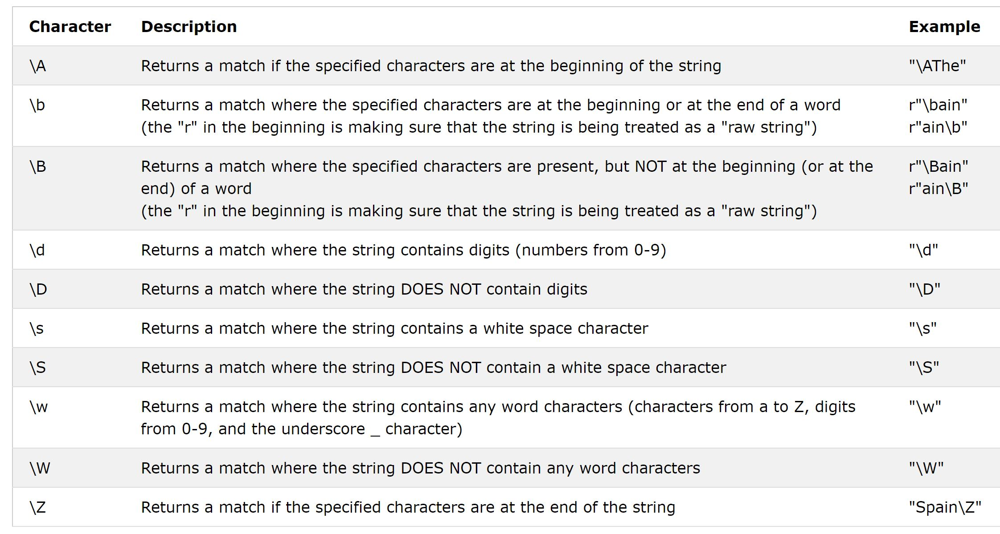 Character Description Example
\A Returns a match if the specified characters are at the beginning of the string "\AThe"
\b Returns a match where the specified characters are at the beginning or at the end of a word r"\bain"
(the "r" in the beginning is making sure that the string is being treated as a "raw string") r"ain\b"
\B Returns a match where the specified characters are present, but NOT at the beginning (or at the r"\Bain"
end) of a word r"ain\B"
(the "r" in the beginning is making sure that the string is being treated as a "raw string")
\d Returns a match where the string contains digits (numbers from 0-9) "\d"
\D Returns a match where the string DOES NOT contain digits "\D"
\s Returns a match where the string contains a white space character "\s"
\S Returns a match where the string DOES NOT contain a white space character "\S"
\w Returns a match where the string contains any word characters (characters from a to Z, digits "\w"
from 0-9, and the underscore _ character)
\W Returns a match where the string DOES NOT contain any word characters "\W"
\Z Returns a match if the specified characters are at the end of the string "Spain\Z"